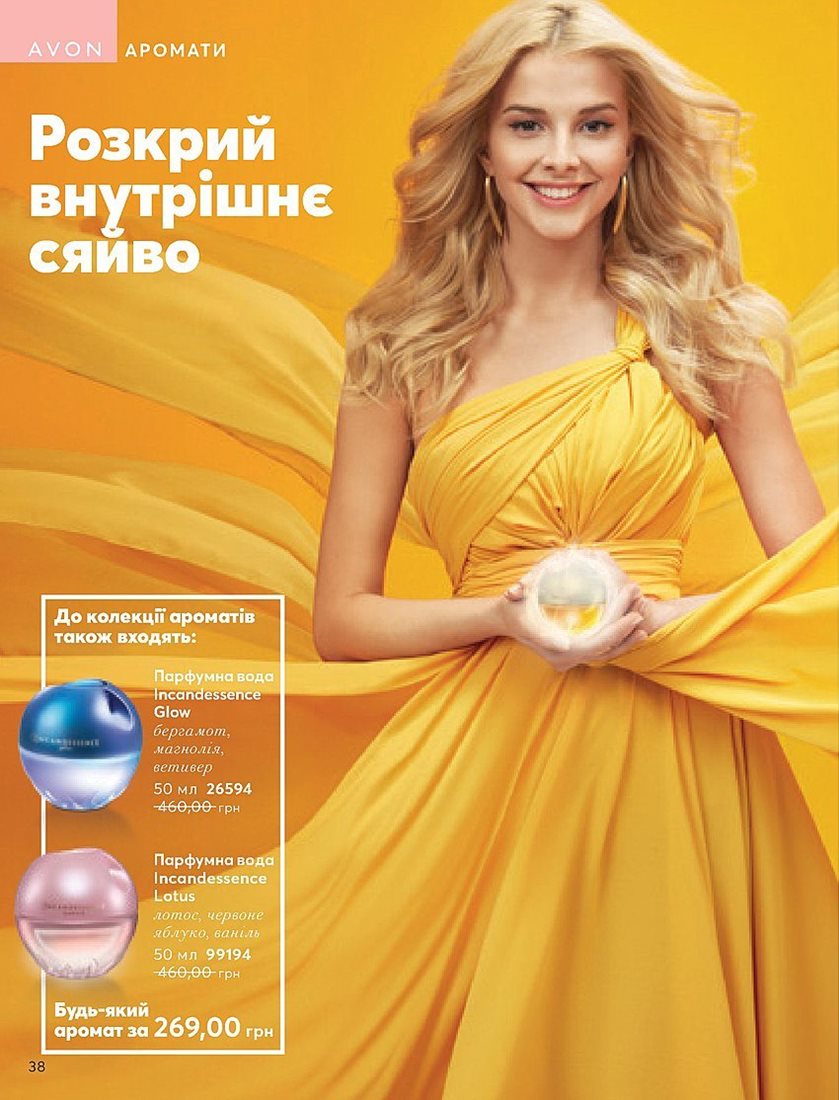 AVON АРОМАТИ
Розкрий
внутрішнє
сяйво
До колекції ароматів
також входять:
Парфумна вода
Incandessence
Glow
бергамот,
магнолія,
ветивер
50 мл 26594
460,00 грн
Парфумна вода
Incandessence
Lotus
лотос, червоне
яблуко, ваніль
50 мл 99194
460,00 грн
Будь-який
аромат за 269,00 грн
38